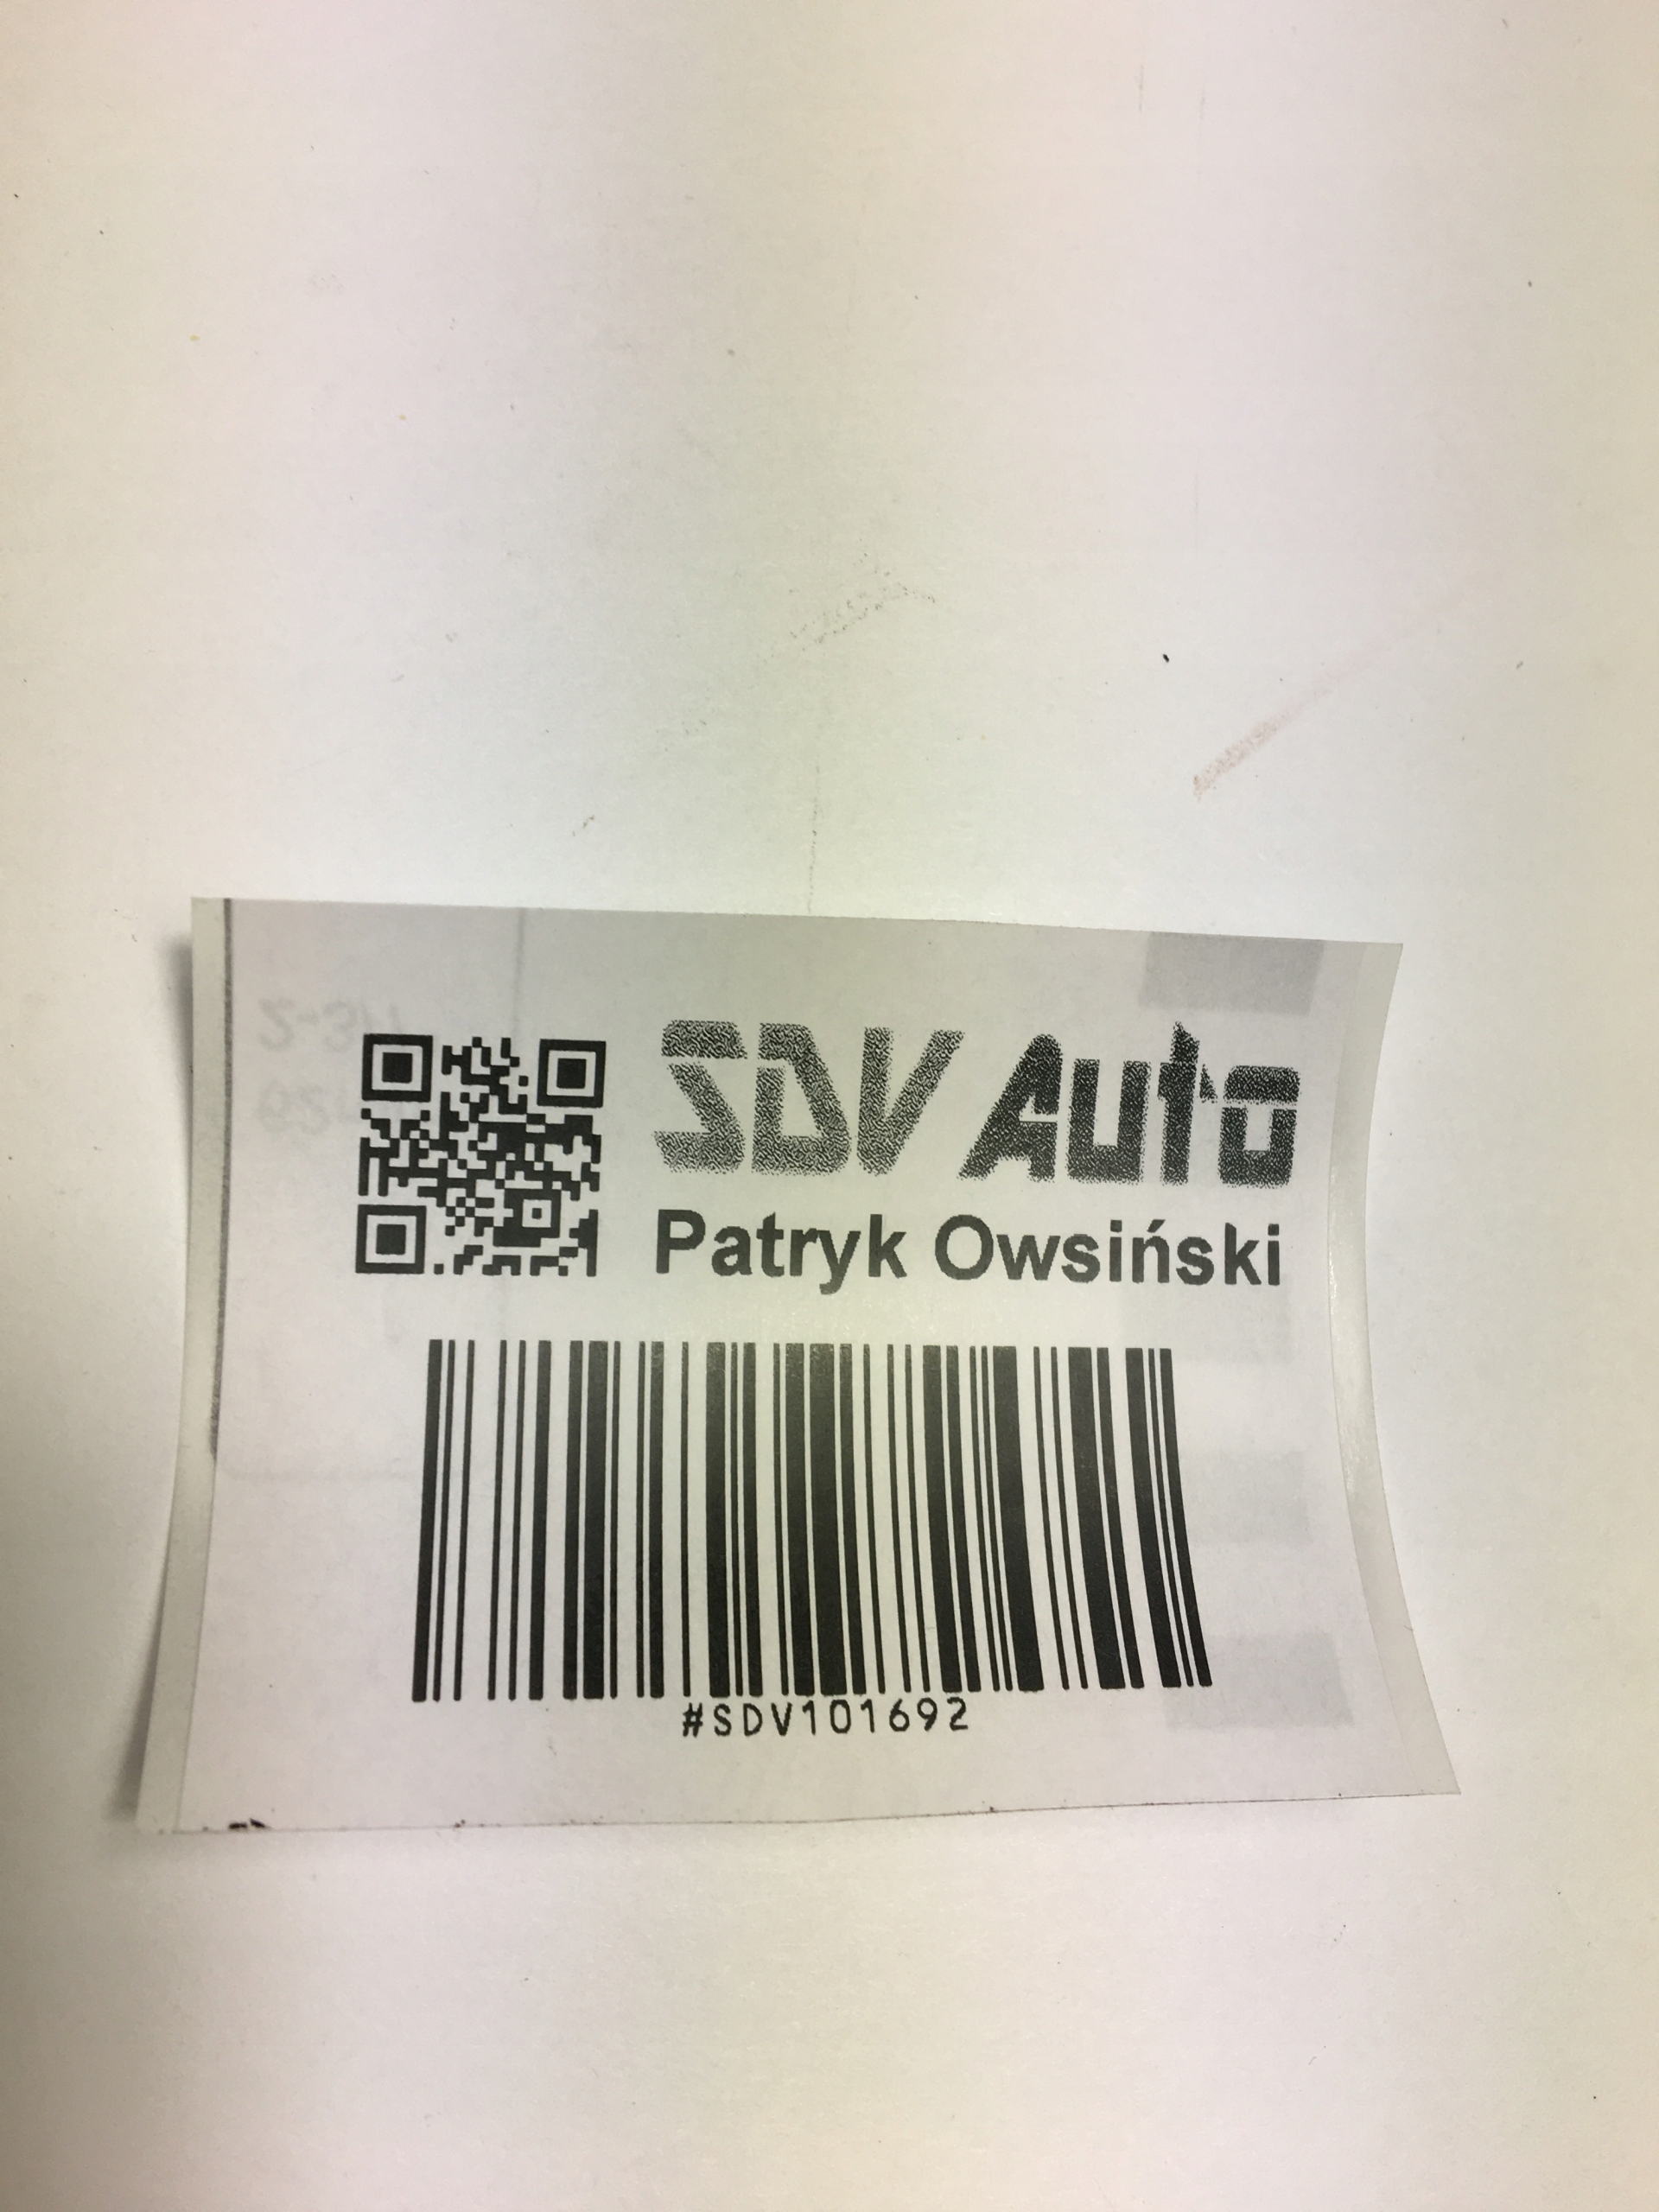 SDV Auto
Patryk Owsiński
#SDV101692